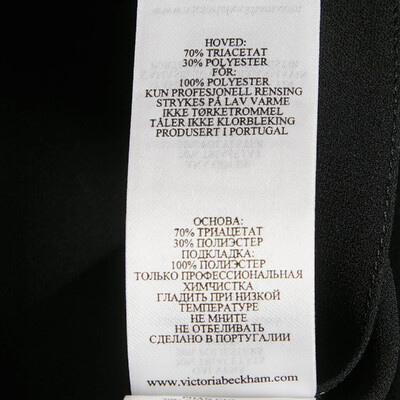 HOVED:
70% TRIACETAT
30% POLYESTER
FÔR:
100% POLYESTER
KUN PROFESJONELL RENSING
STRYKES PÅ LAV VARME
IKKE TØRKETROMMEL
TÅLER IKKE KLORBLEKING
PRODUSERT I PORTUGAL
ОСНОВА:
70% ТРИАЦЕТАТ
30% ПОЛИЭСТЕР
ПОДКЛАДКА:
100% ПОЛИЭСТЕР
ТОЛЬКО ПРОФЕССИОНАЛЬНАЯ
ХИМЧИСТКА
ГЛАДИТЬ ПРИ НИЗКОЙ
ТЕМПЕРАТУРЕ
НЕ МНИТЕ
НЕ ОТБЕЛИВАТЬ
СДЕЛАНО В ПОРТУГАЛИИ
www.victoriabeckham.com